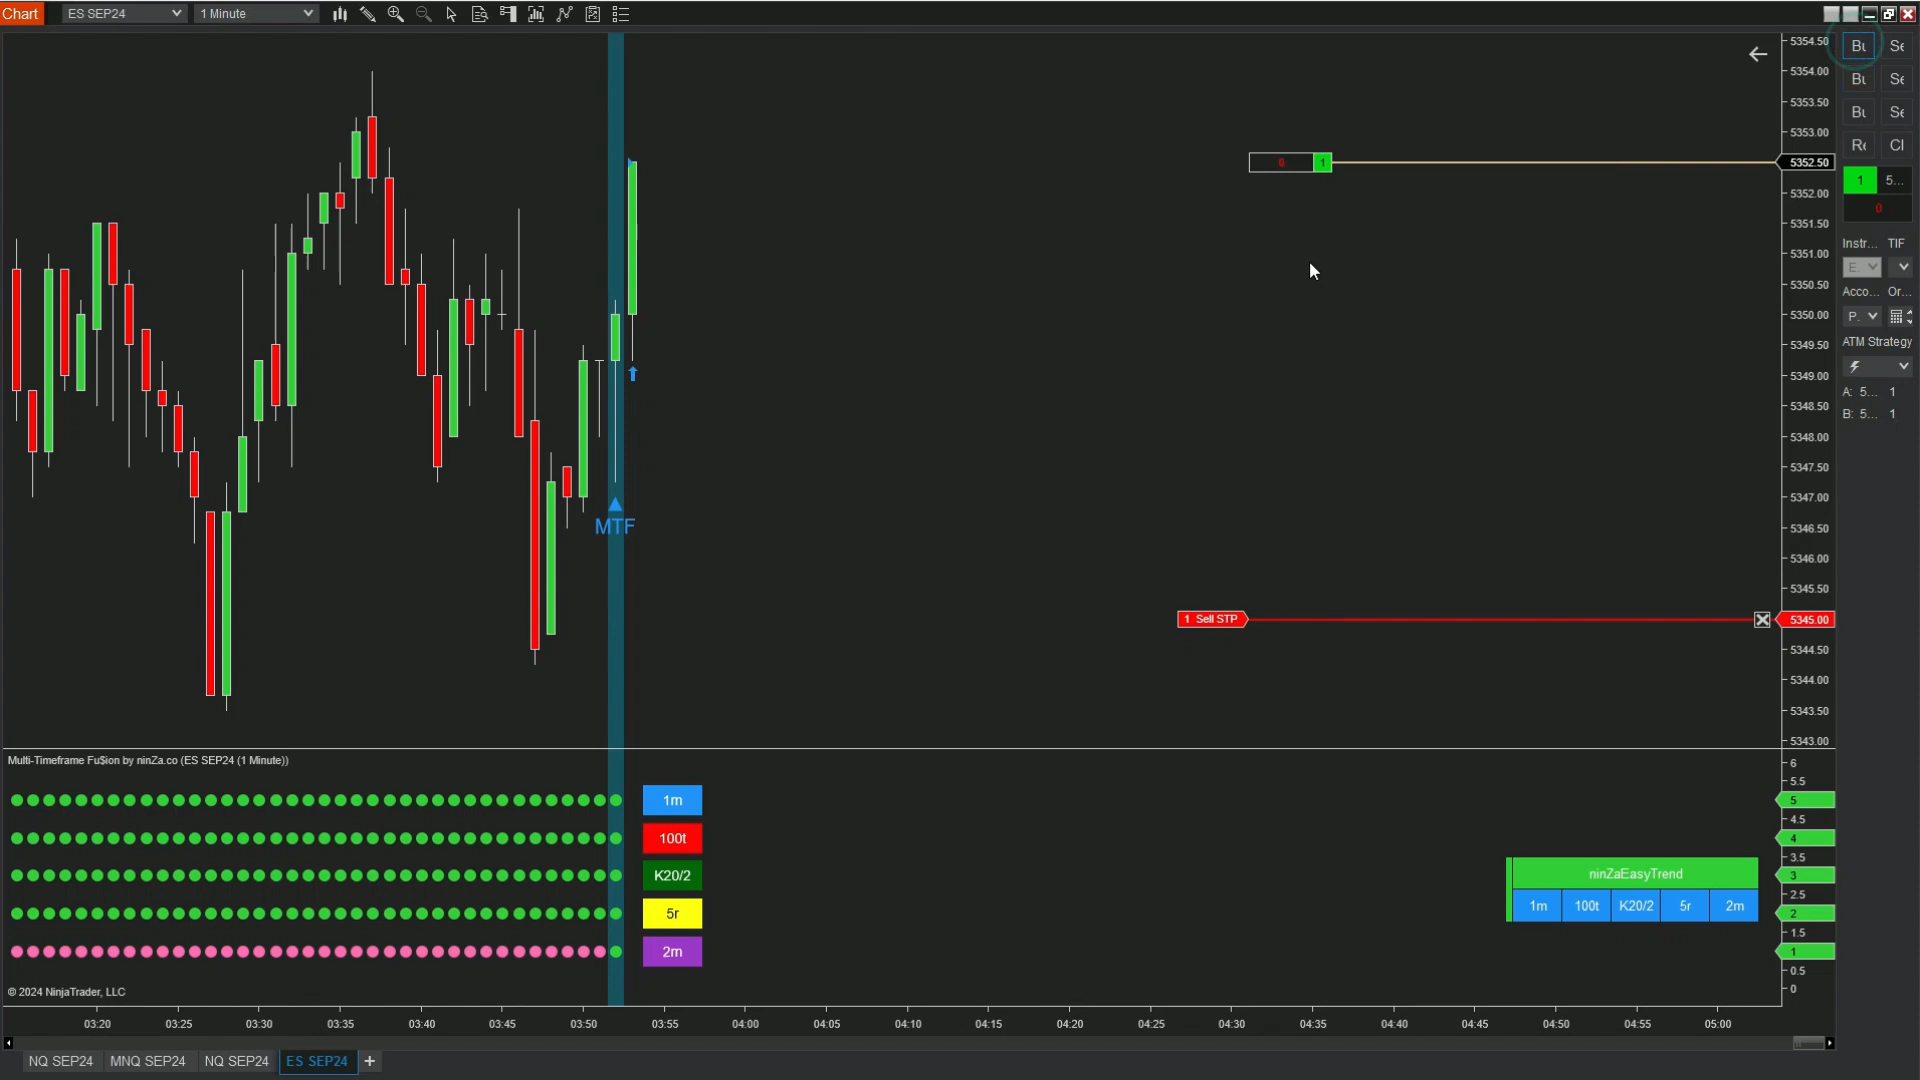 Chart ES SEP24 1 Minute
5354.50
5354.00
5353.50
5353.00
5352.50
5352.00
5351.50
5351.00
5350.50
5350.00
5349.50
5349.00
5348.50
5348.00
5347.50
5347.00
5346.50
5346.00
5345.50
5345.00
5344.50
5344.00
5343.50
5343.00
0 1
1 Sell STP
MTF
Bu Se
Bu Se
Bu Se
Re Cl
1 5...
0
Instr... TIF
E.
Acco... Or...
P.
ATM Strategy
A: 5... 1
B: 5... 1
Multi-Timeframe Fu$ion by ninZa.co (ES SEP24 (1 Minute))
1m
100t
K20/2
5r
2m
ninZaEasyTrend
1m 100t K20/2 5r 2m
6
5.5
5
4.5
4
3.5
3
2.5
2
1.5
1
0.5
0
© 2024 NinjaTrader, LLC
03:20 03:25 03:30 03:35 03:40 03:45 03:50 03:55 04:00 04:05 04:10 04:15 04:20 04:25 04:30 04:35 04:40 04:45 04:50 04:55 05:00
NQ SEP24 MNQ SEP24 NQ SEP24 ES SEP24 +